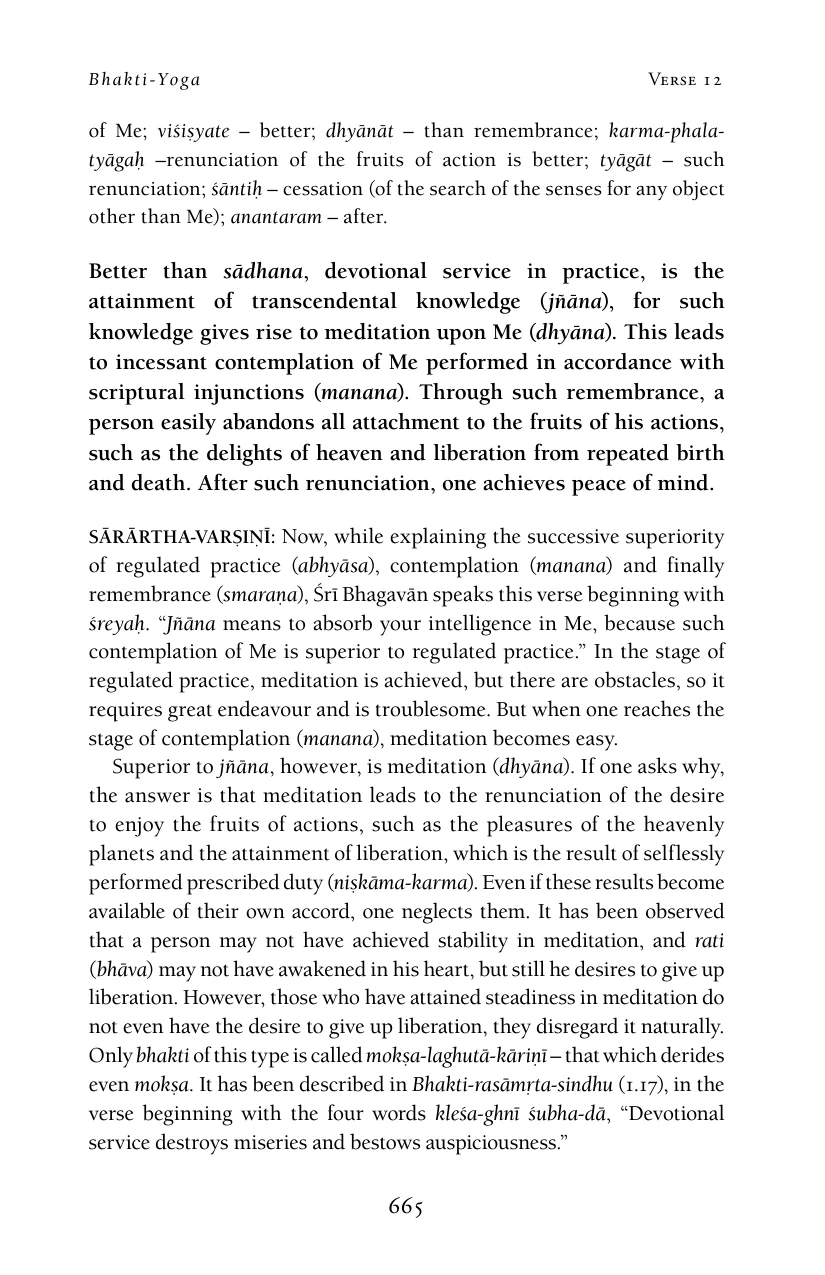 Bhakti-Yoga Verse 12
of Me; viśiṣyate – better; dhyānāt – than remembrance; karma-phala-
tyāgaḥ –renunciation of the fruits of action is better; tyāgāt – such
renunciation; śāntiḥ – cessation (of the search of the senses for any object
other than Me); anantaram – after.
Better than sādhana, devotional service in practice, is the
attainment of transcendental knowledge (jñāna), for such
knowledge gives rise to meditation upon Me (dhyāna). This leads
to incessant contemplation of Me performed in accordance with
scriptural injunctions (manana). Through such remembrance, a
person easily abandons all attachment to the fruits of his actions,
such as the delights of heaven and liberation from repeated birth
and death. After such renunciation, one achieves peace of mind.
SĀRĀRTHA-VARṢIṆĪ: Now, while explaining the successive superiority
of regulated practice (abhyāsa), contemplation (manana) and finally
remembrance (smaraṇa), Śrī Bhagavān speaks this verse beginning with
śreyaḥ. “Jñāna means to absorb your intelligence in Me, because such
contemplation of Me is superior to regulated practice.” In the stage of
regulated practice, meditation is achieved, but there are obstacles, so it
requires great endeavour and is troublesome. But when one reaches the
stage of contemplation (manana), meditation becomes easy.
Superior to jñāna, however, is meditation (dhyāna). If one asks why,
the answer is that meditation leads to the renunciation of the desire
to enjoy the fruits of actions, such as the pleasures of the heavenly
planets and the attainment of liberation, which is the result of selflessly
performed prescribed duty (niṣkāma-karma). Even if these results become
available of their own accord, one neglects them. It has been observed
that a person may not have achieved stability in meditation, and rati
(bhāva) may not have awakened in his heart, but still he desires to give up
liberation. However, those who have attained steadiness in meditation do
not even have the desire to give up liberation, they disregard it naturally.
Only bhakti of this type is called mokṣa-laghutā-kāriṇī – that which derides
even mokṣa. It has been described in Bhakti-rasāmṛta-sindhu (1.17), in the
verse beginning with the four words kleśa-ghnī śubha-dā, “Devotional
service destroys miseries and bestows auspiciousness.”
665